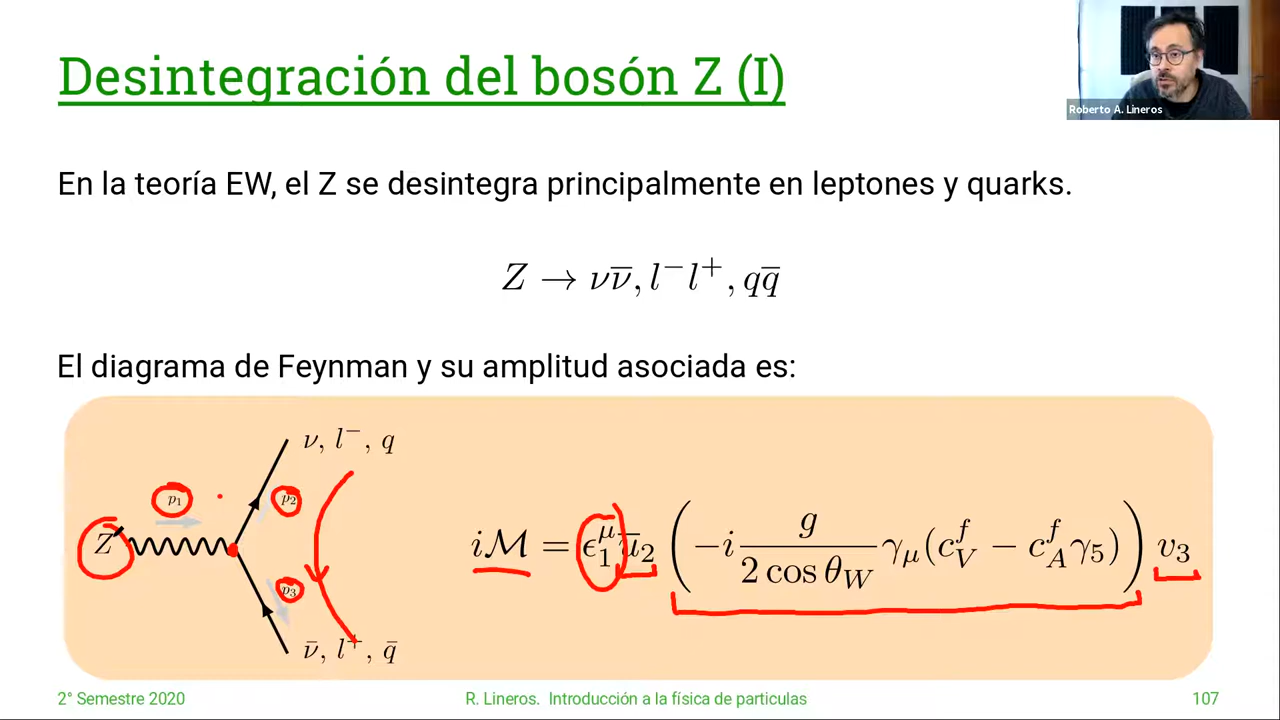 Desintegración del bosón Z (I)
Roberto A. Lineros
En la teoría EW, el Z se desintegra principalmente en leptones y quarks.
Z → νν̅, l⁻l⁺, qq̅
El diagrama de Feynman y su amplitud asociada es:
ν, l⁻, q
p₁
p₂
Z
iℳ = ϵ₁^μ u̅₂ (−i g/(2 cos θ_W) γ_μ(c_V^f − c_A^f γ₅)) v₃
p₃
ν̅, l⁺, q̅
2° Semestre 2020
R. Lineros. Introducción a la física de particulas
107